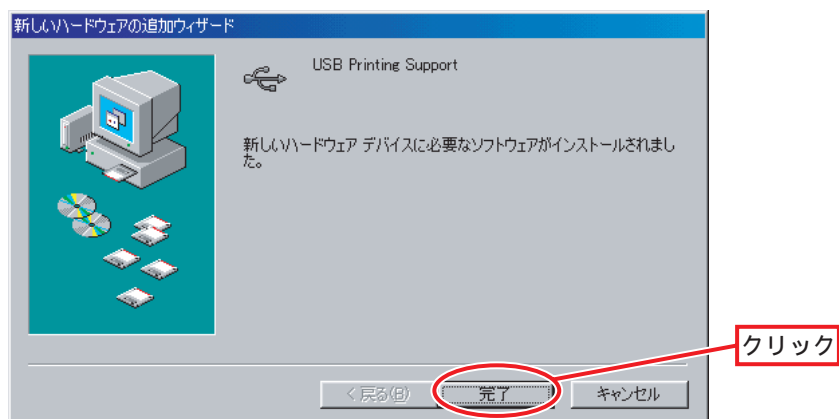 新しいハードウェアの追加ウィザード
USB Printing Support
新しいハードウェア デバイスに必要なソフトウェアがインストールされまし
た。
クリック
< 戻る(B)
完了
キャンセル